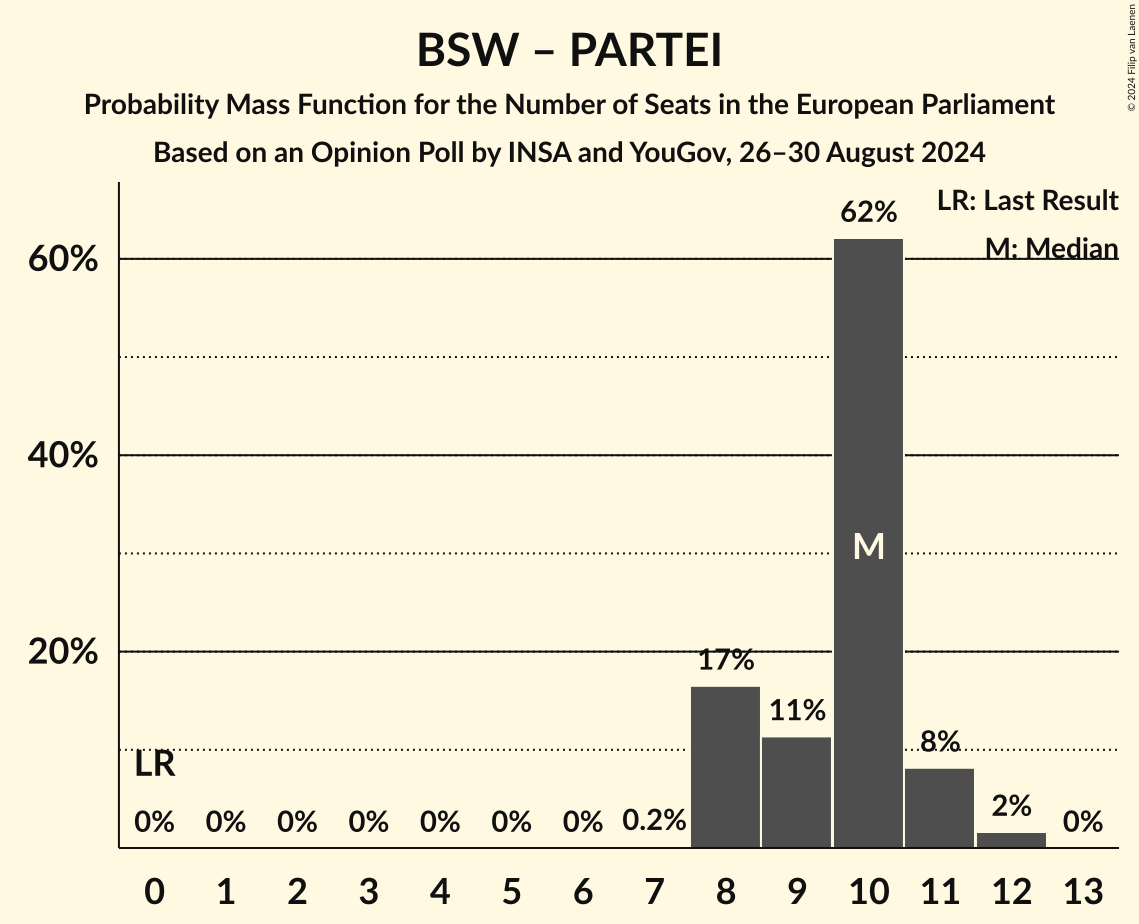 BSW – PARTEI
Probability Mass Function for the Number of Seats in the European Parliament
Based on an Opinion Poll by INSA and YouGov, 26–30 August 2024
© 2024 Filip van Laenen
LR: Last Result
M: Median
62%
60%
40%
M
20%
17%
11%
8%
LR
2%
0% 0% 0% 0% 0% 0% 0% 0.2% 0%
0 1 2 3 4 5 6 7 8 9 10 11 12 13